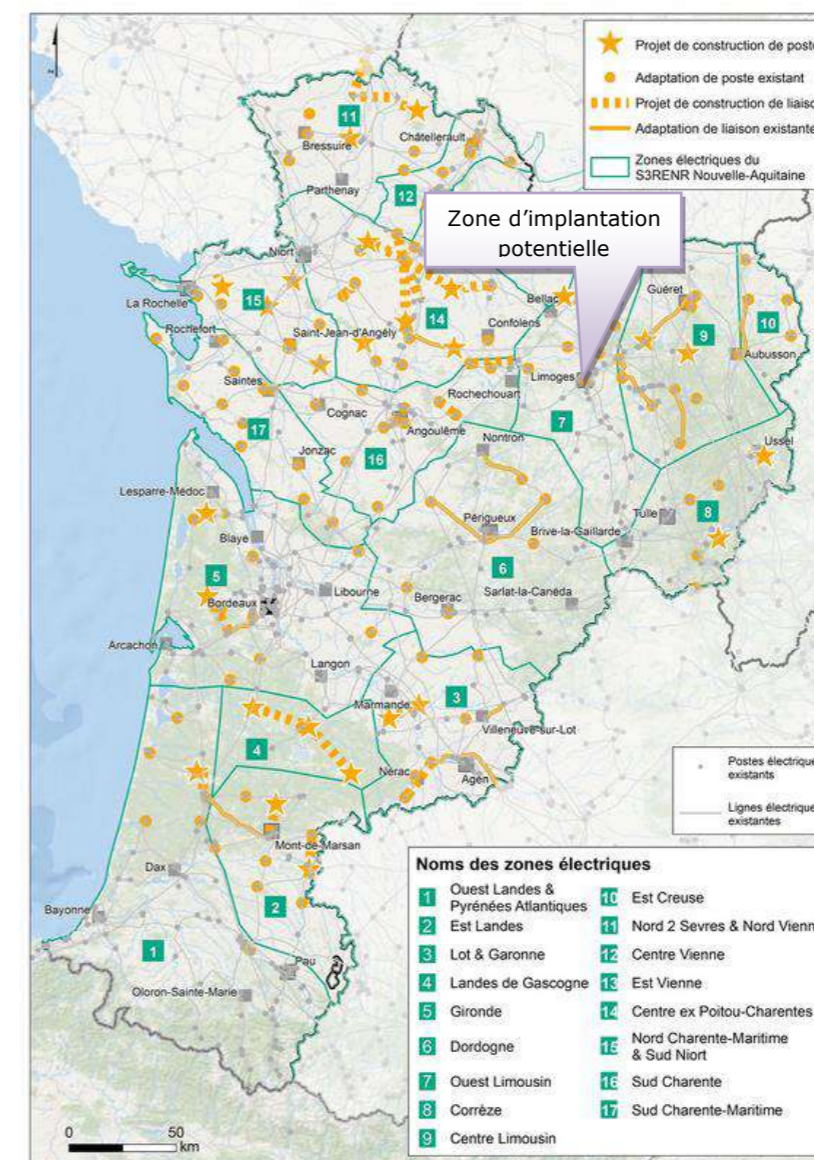 Projet de construction de poste
Adaptation de poste existant
Projet de construction de liaiso
Adaptation de liaison existante
Zones électriques du
S3RENR Nouvelle-Aquitaine
Zone d'implantation
potentielle
11
Bressuire
Châtellerault
Parthenay
12
Niort
La Rochelle
15
Rochefort
Saint-Jean-d'Angély
14
Bellac
Confolens
Guéret
9
10
Aubusson
Limoges
Rochechouart
Saintes
Cognac
Angoulême
7
17
Jonzac
16
Nontron
Ussel
Lesparre-Médoc
Blaye
Périgueux
Brive-la-Gaillarde
Tulle
8
5
6
Bordeaux
Libourne
Bergerac
Sarlat-la-Canéda
Arcachon
Langon
Marmande
3
Villeneuve-sur-Lot
4
Nérac
Agen
Mont-de-Marsan
Dax
2
Bayonne
1
Pau
Oloron-Sainte-Marie
0 50
km
Postes électrique
existants
Lignes électrique
existantes
Noms des zones électriques
1 Ouest Landes &
Pyrénées Atlantiques
2 Est Landes
3 Lot & Garonne
4 Landes de Gascogne
5 Gironde
6 Dordogne
7 Ouest Limousin
8 Corrèze
9 Centre Limousin
10 Est Creuse
11 Nord 2 Sevres & Nord Vienn
12 Centre Vienne
13 Est Vienne
14 Centre ex Poitou-Charentes
15 Nord Charente-Maritime
& Sud Niort
16 Sud Charente
17 Sud Charente-Maritime